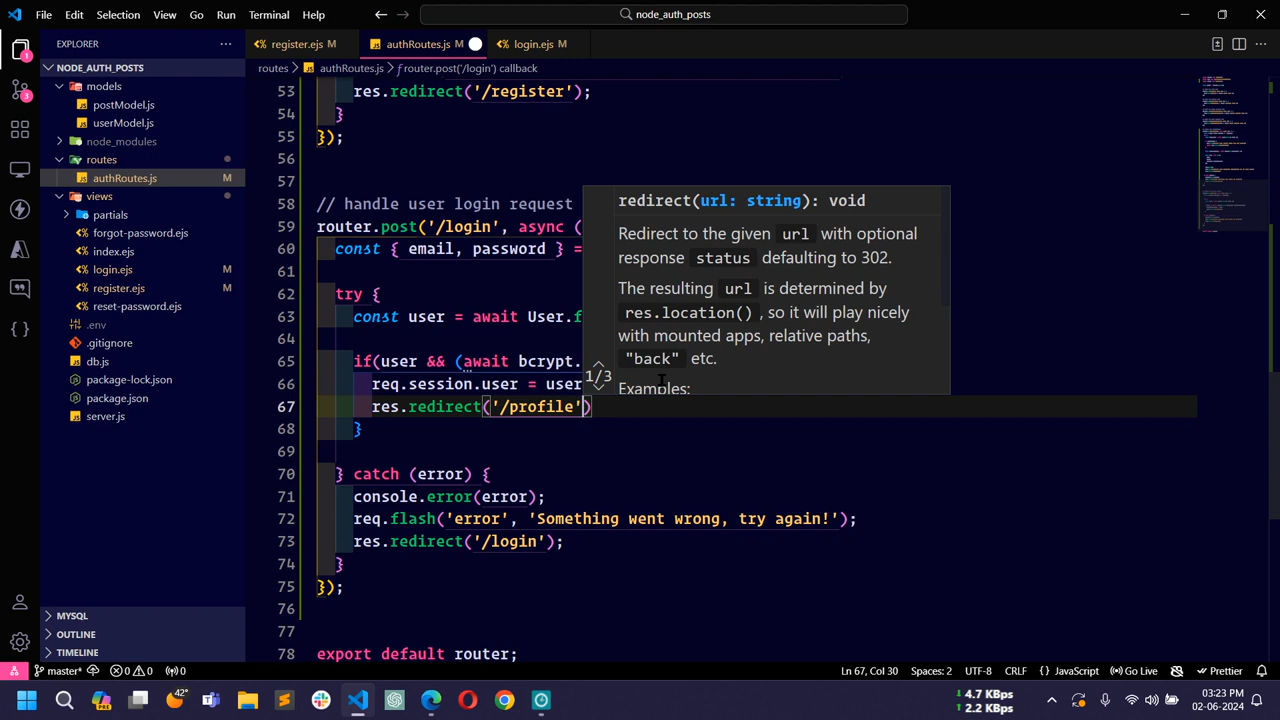 File Edit Selection View Go Run Terminal Help
node_auth_posts
EXPLORER
register.ejs M
authRoutes.js M
login.ejs M
NODE_AUTH_POSTS
routes > authRoutes.js > router.post('/login') callback
models
postModel.js
userModel.js
node_modules
routes
authRoutes.js
views
partials
forgot-password.ejs
index.ejs
login.ejs M
register.ejs M
reset-password.ejs
.env
.gitignore
db.js
package-lock.json
package.json
server.js
MYSQL
OUTLINE
TIMELINE
53 res.redirect('/register');
54 }
55 });
56
57
58 // handle user login request
59 router.post('/login', async (
60 const { email, password } =
61
62 try {
63 const user = await User.f
64
65 if(user && (await bcrypt.
66 req.session.user = user
67 res.redirect('/profile')
68 }
69
70 } catch (error) {
71 console.error(error);
72 req.flash('error', 'Something went wrong, try again!');
73 res.redirect('/login');
74 }
75 });
76
77
78 export default router;
redirect(url: string): void
Redirect to the given url with optional
response status defaulting to 302.
The resulting url is determined by
res.location() , so it will play nicely
with mounted apps, relative paths,
"back" etc.
1/3
Examples:
master* 0 0 0 Ln 67, Col 30 Spaces: 2 UTF-8 CRLF {} JavaScript Go Live Prettier
1
3
PRE
42°
4.7 KBps
2.2 KBps
03:23 PM
02-06-2024